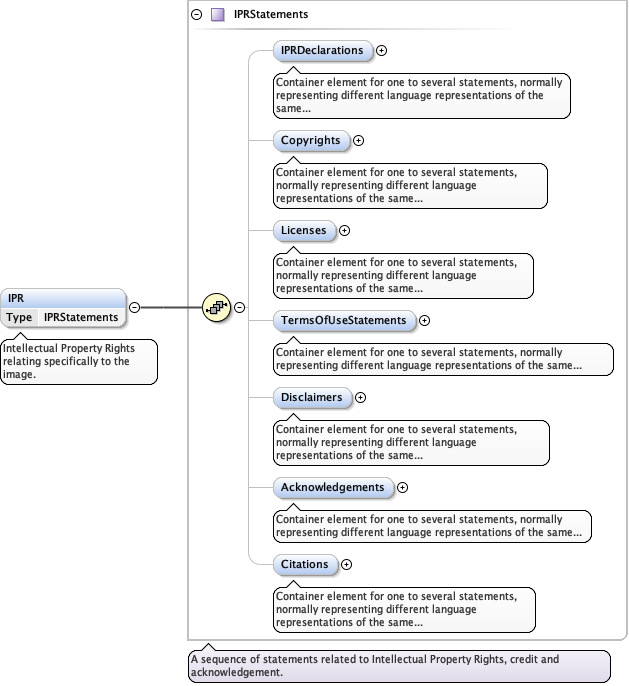 IPRStatements
IPRDeclarations
Container element for one to several statements, normally
representing different language representations of the
same...
Copyrights
Container element for one to several statements,
normally representing different language
representations of the same...
Licenses
Container element for one to several statements,
normally representing different language
representations of the same...
IPR
Type IPRStatements
Intellectual Property Rights
relating specifically to the
image.
TermsOfUseStatements
Container element for one to several statements, normally
representing different language representations of the same...
Disclaimers
Container element for one to several statements,
normally representing different language
representations of the same...
Acknowledgements
Container element for one to several statements, normally
representing different language representations of the same...
Citations
Container element for one to several statements,
normally representing different language
representations of the same...
A sequence of statements related to Intellectual Property Rights, credit and
acknowledgement.